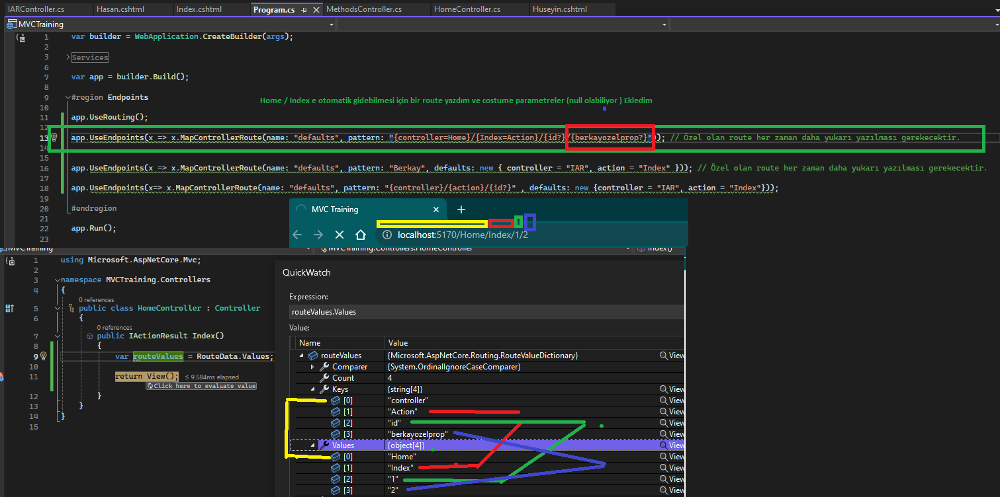 IARController.cs Hasan.cshtml Index.cshtml Program.cs MethodsController.cs HomeController.cs Huseyin.cshtml
MVCTraining
1 var builder = WebApplication.CreateBuilder(args);
2
3 Services
6
7 var app = builder.Build();
8
9 #region Endpoints
Home / Index e otomatik gidebilmesi için bir route yazdım ve costume parametreler (null olabiliyor ) Ekledim
10
11 app.UseRouting();
12
13 app.UseEndpoints(x => x.MapControllerRoute(name: "defaults", pattern: "{controller=Home}/{Index=Action}/{id?}/{berkayozelprop?}")); // Özel olan route her zaman daha yukarı yazılması gerekecektir.
14
15
16 app.UseEndpoints(x => x.MapControllerRoute(name: "defaults", pattern: "Berkay", defaults: new { controller = "IAR", action = "Index" })); // Özel olan route her zaman daha yukarı yazılması gerekecektir.
17
18 app.UseEndpoints(x=> x.MapControllerRoute(name: "defaults", pattern: "{controller}/{action}/{id?}" , defaults: new {controller = "IAR", action = "Index"}));
19
20 #endregion
21
22 app.Run();
23
MVC Training
localhost:5170/Home/Index/1/2
MVCTraining MVCTraining.Controllers.HomeController Index()
1 using Microsoft.AspNetCore.Mvc;
2
3 namespace MVCTraining.Controllers
4 {
0 references
5 public class HomeController : Controller
6 {
0 references
7 public IActionResult Index()
8 {
9 var routeValues = RouteData.Values;
10
11 return View(); ≤ 9.584ms elapsed
Click here to evaluate value
12 }
13 }
14 }
15
QuickWatch
Expression:
routeValues.Values
Value:
Name Value
routeValues {Microsoft.AspNetCore.Routing.RouteValueDictionary} View
Comparer {System.OrdinalIgnoreCaseComparer}
Count 4
Keys {string[4]} View
[0] "controller" View
[1] "Action" View
[2] "id" View
[3] "berkayozelprop" View
Values {object[4]} View
[0] "Home" View
[1] "Index" View
[2] "1" View
[3] "2" View